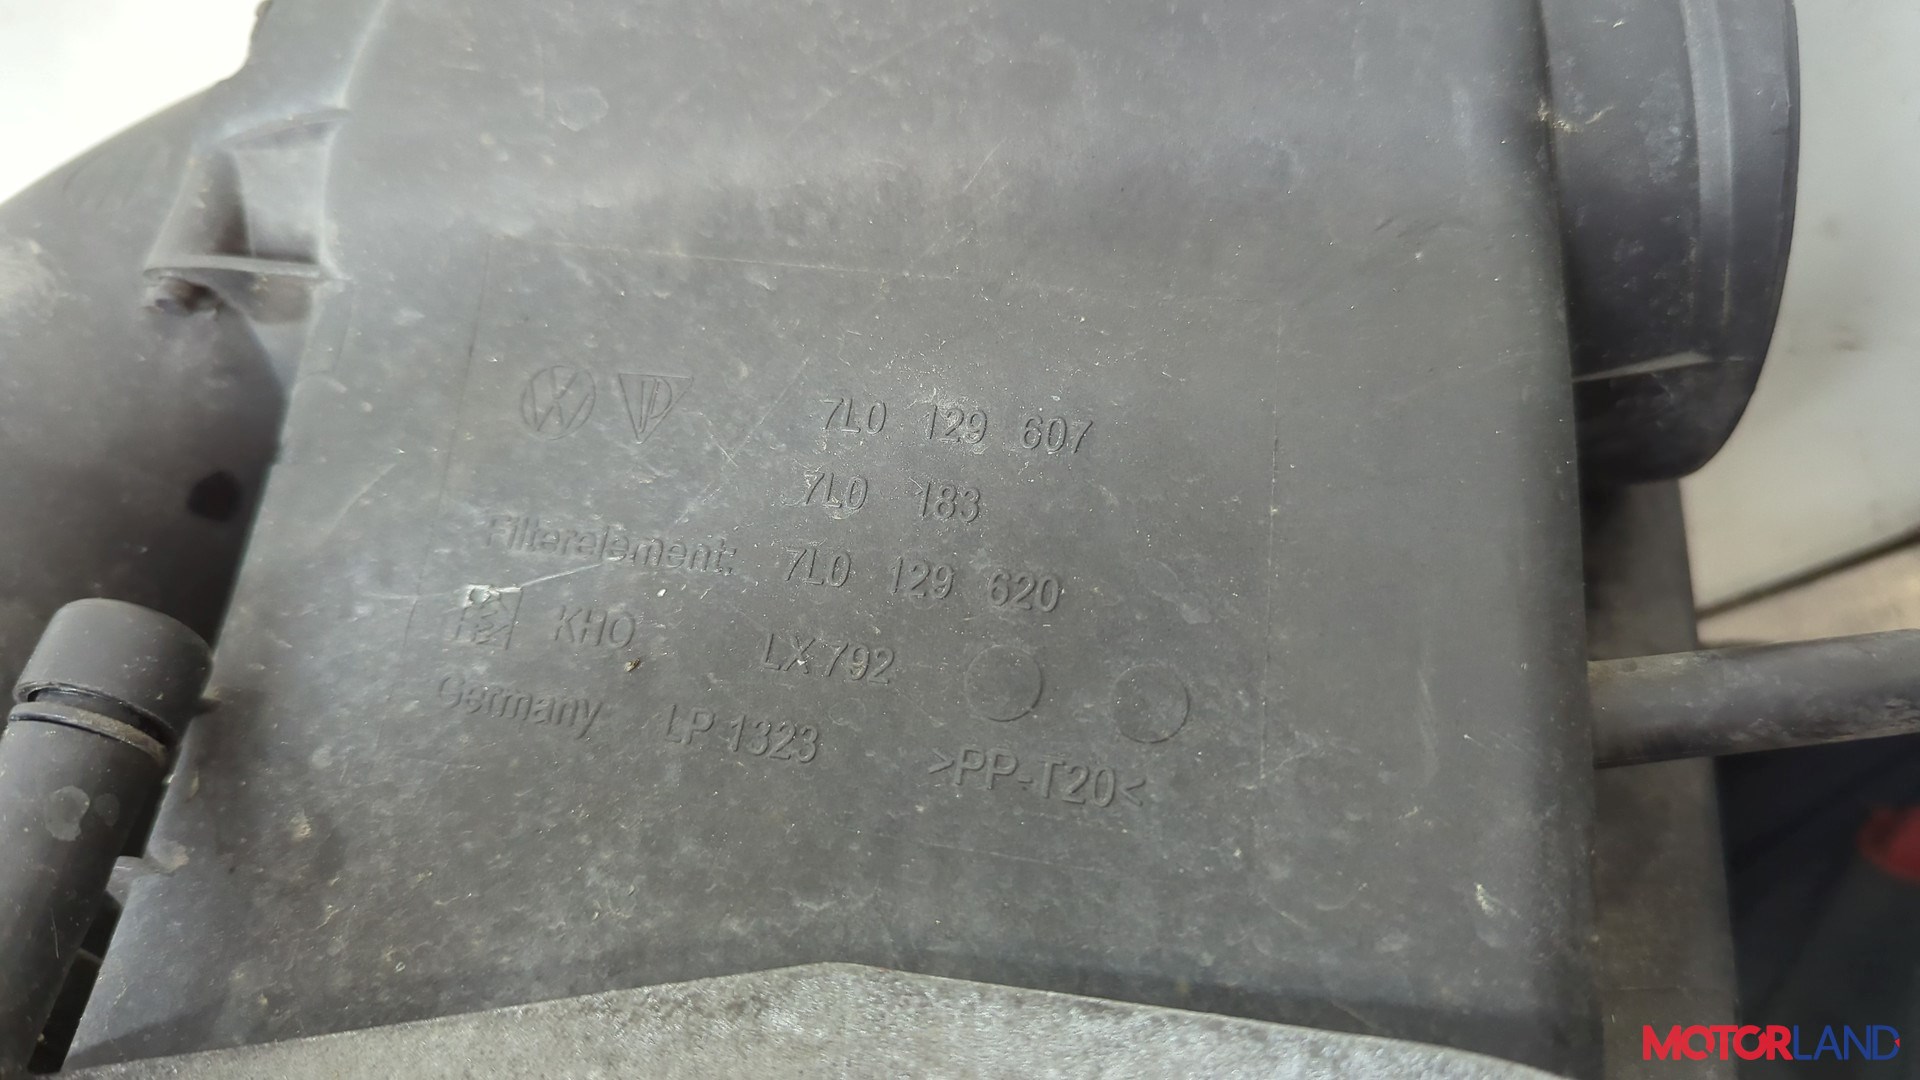 7L0 129 607
7L0 183
Filterelement: 7L0 129 620
KHO LX 792
Germany LP 1323
>PP-T20<
MOTORLAND